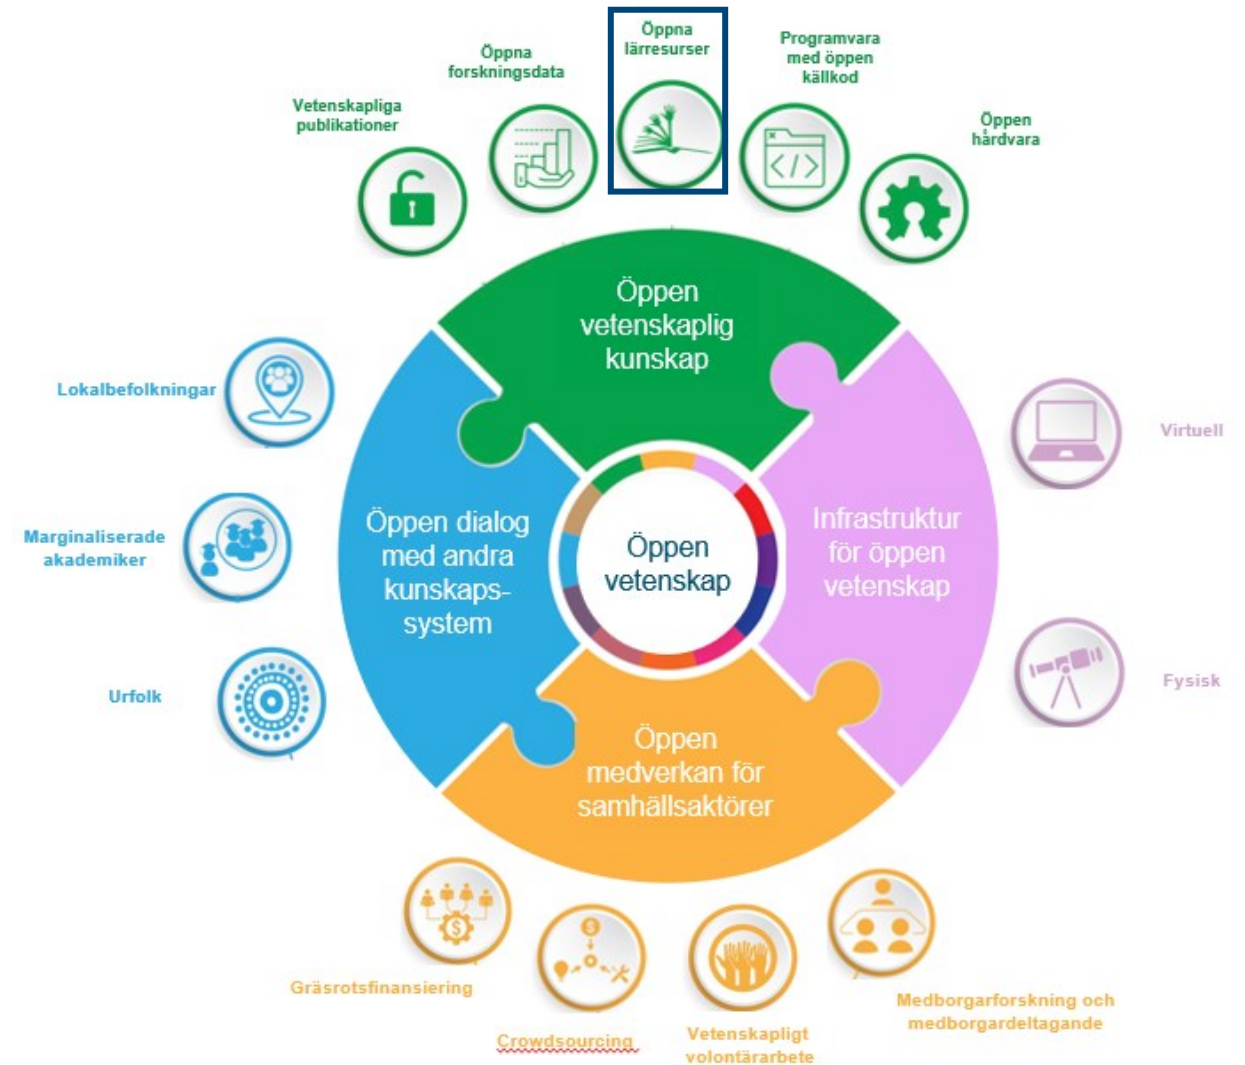 Öppna
lärresurser
Programvara
med öppen
källkod
Öppna
forskningsdata
Vetenskapliga
publikationer
Öppen
hårdvara
Öppen
vetenskaplig
kunskap
Lokalbefolkningar
Virtuell
Öppen dialog
med andra
kunskaps-
system
Infrastruktur
för öppen
vetenskap
Öppen
vetenskap
Marginaliserade
akademiker
Urfolk
Fysisk
Öppen
medverkan för
samhällsaktörer
Gräsrotsfinansiering
Crowdsourcing
Vetenskapligt
volontärarbete
Medborgarforskning och
medborgardeltagande